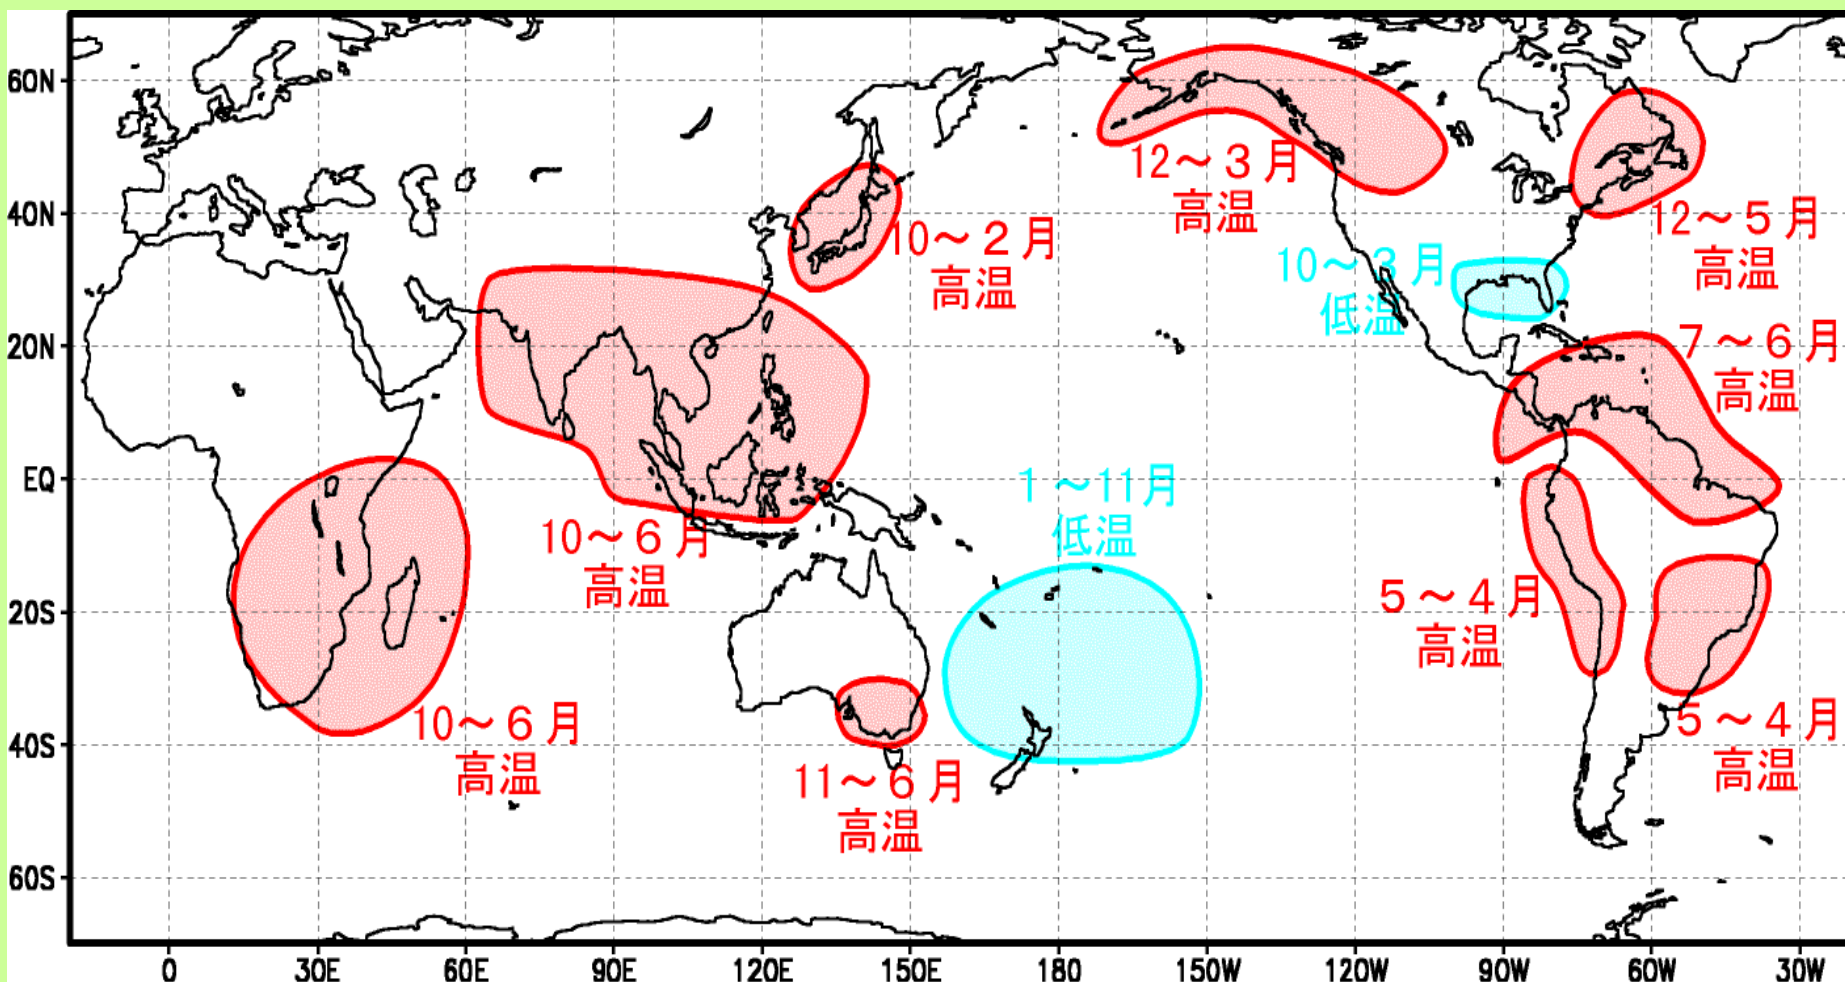 60N
40N
20N
EQ
20S
40S
60S
12～3月
高温
12～5月
高温
10～2月
高温
10～3月
低温
7～6月
高温
1～11月
低温
10～6月
高温
5～4月
高温
10～6月
高温
5～4月
高温
11～6月
高温
0 30E 60E 90E 120E 150E 180 150W 120W 90W 60W 30W